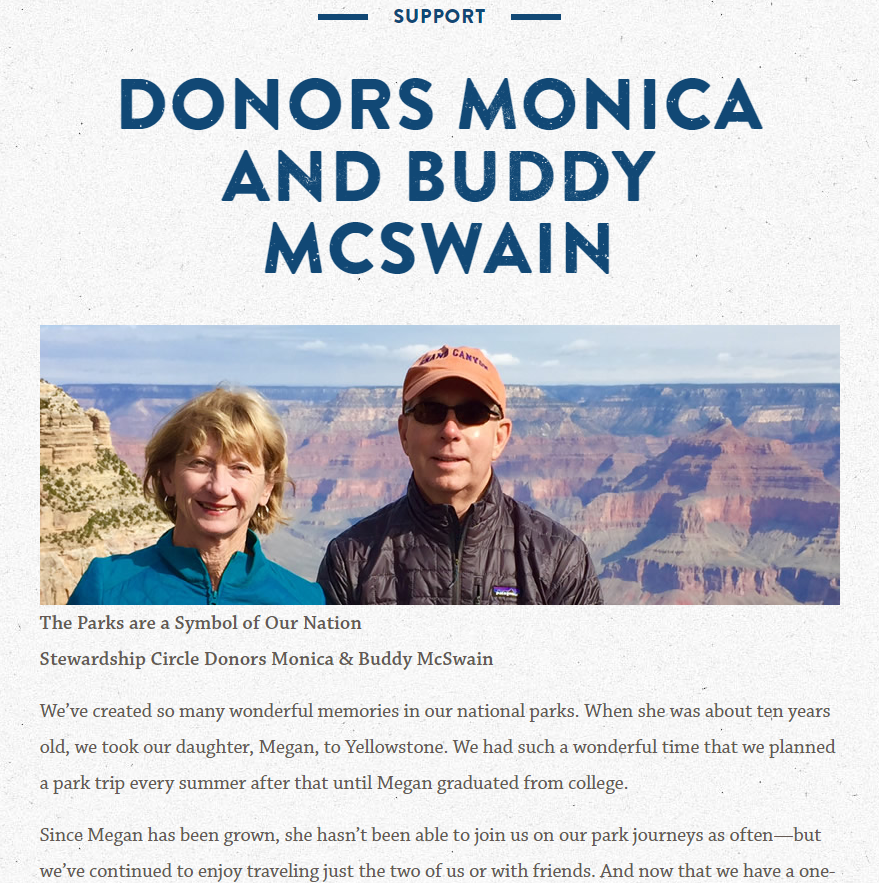 SUPPORT
DONORS MONICA
AND BUDDY
MCSWAIN
GRAND CANYON
patagonia
The Parks are a Symbol of Our Nation
Stewardship Circle Donors Monica & Buddy McSwain
We’ve created so many wonderful memories in our national parks. When she was about ten years
old, we took our daughter, Megan, to Yellowstone. We had such a wonderful time that we planned
a park trip every summer after that until Megan graduated from college.
Since Megan has been grown, she hasn’t been able to join us on our park journeys as often—but
we’ve continued to enjoy traveling just the two of us or with friends. And now that we have a one-